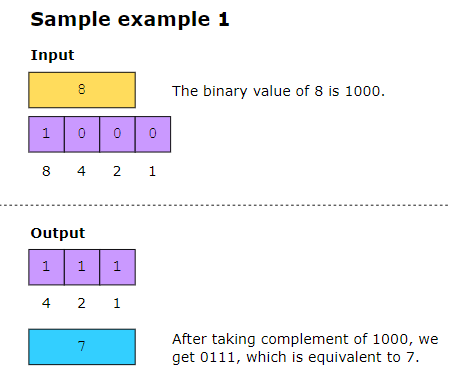 Sample example 1
Input
8
The binary value of 8 is 1000.
1 0 0 0
8 4 2 1
Output
1 1 1
4 2 1
7
After taking complement of 1000, we
get 0111, which is equivalent to 7.